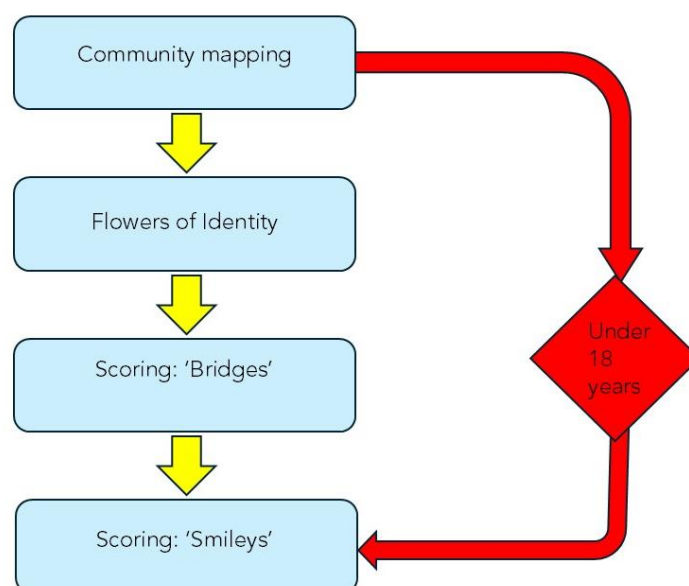 Community mapping
Flowers of Identity
Scoring: ‘Bridges’
Under
18
years
Scoring: ‘Smileys’